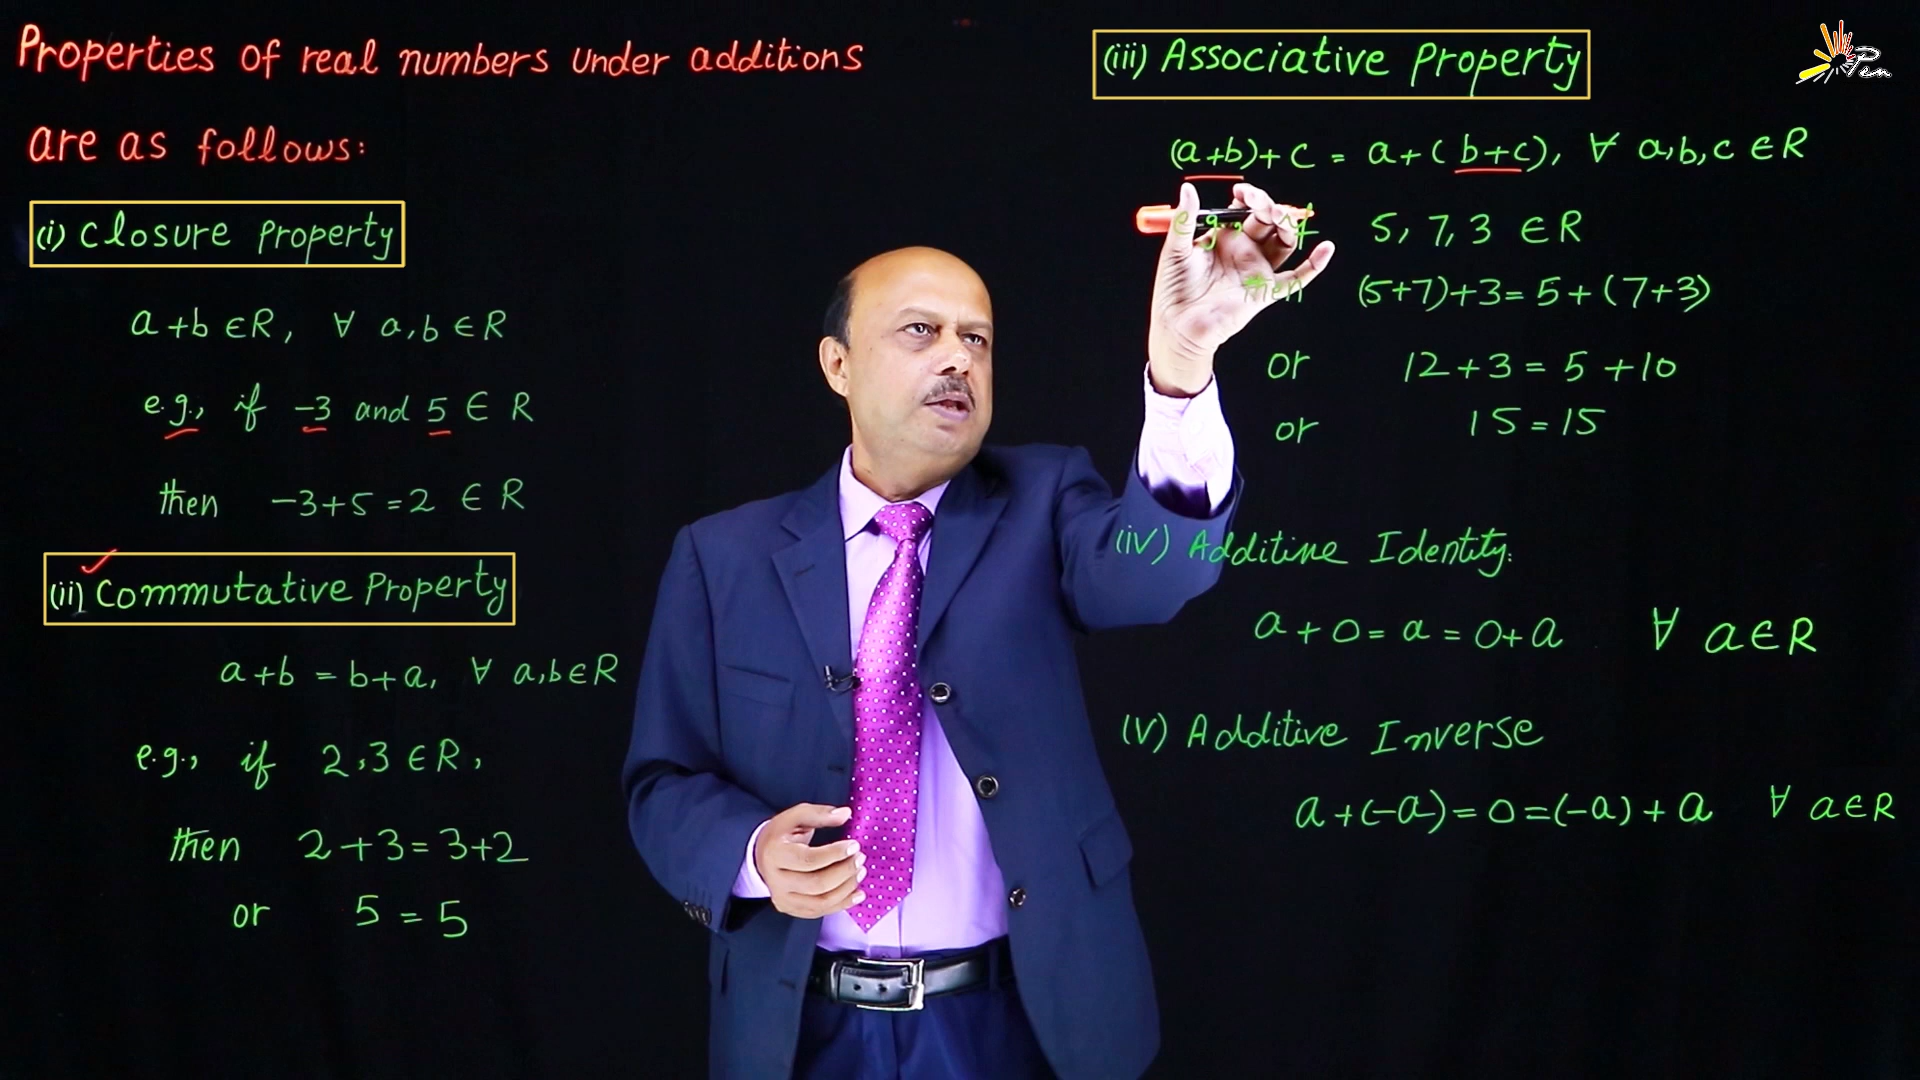 Properties of real numbers under additions
are as follows:
(i) Closure Property
a+b ∈R, ∀ a,b ∈ R
e.g., if -3 and 5 ∈ R
then -3+5=2 ∈ R
(ii) Commutative Property
a+b = b+a, ∀ a,b∈R
e.g., if 2,3 ∈R,
then 2+3=3+2
or 5=5
(iii) Associative Property
(a+b)+c = a+(b+c), ∀ a,b,c ∈R
e.g., if 5, 7, 3 ∈R
then (5+7)+3=5+(7+3)
or 12+3=5+10
or 15=15
(iv) Additive Identity:
a+0=a=0+a ∀ a∈R
(v) Additive Inverse
a+(-a)=0=(-a)+a ∀ a∈R
Pen